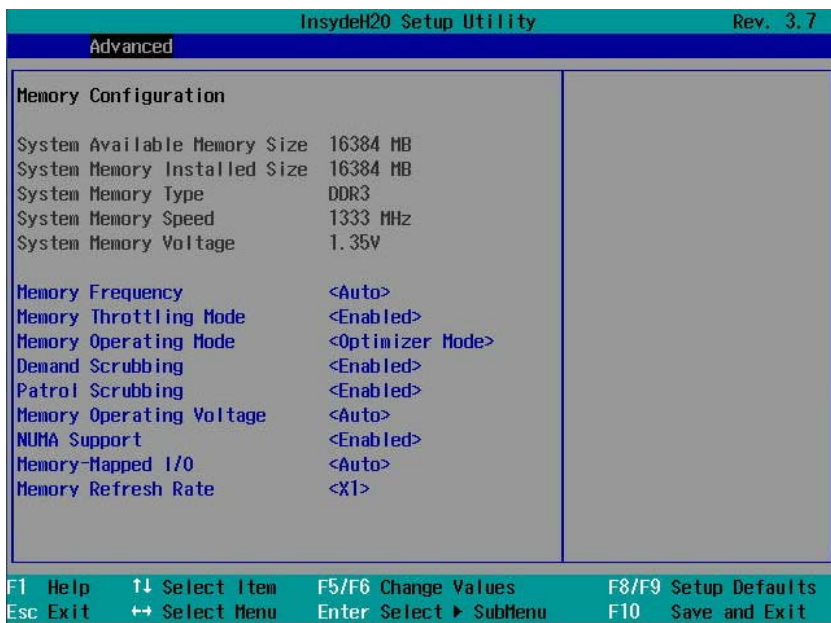 InsydeH20 Setup Utility Rev. 3.7
Advanced
Memory Configuration
System Available Memory Size 16384 MB
System Memory Installed Size 16384 MB
System Memory Type DDR3
System Memory Speed 1333 MHz
System Memory Voltage 1.35V
Memory Frequency <Auto>
Memory Throttling Mode <Enabled>
Memory Operating Mode <Optimizer Mode>
Demand Scrubbing <Enabled>
Patrol Scrubbing <Enabled>
Memory Operating Voltage <Auto>
NUMA Support <Enabled>
Memory-Mapped I/O <Auto>
Memory Refresh Rate <X1>
F1 Help ↑↓ Select Item F5/F6 Change Values F8/F9 Setup Defaults
Esc Exit ↔ Select Menu Enter Select ▶ SubMenu F10 Save and Exit